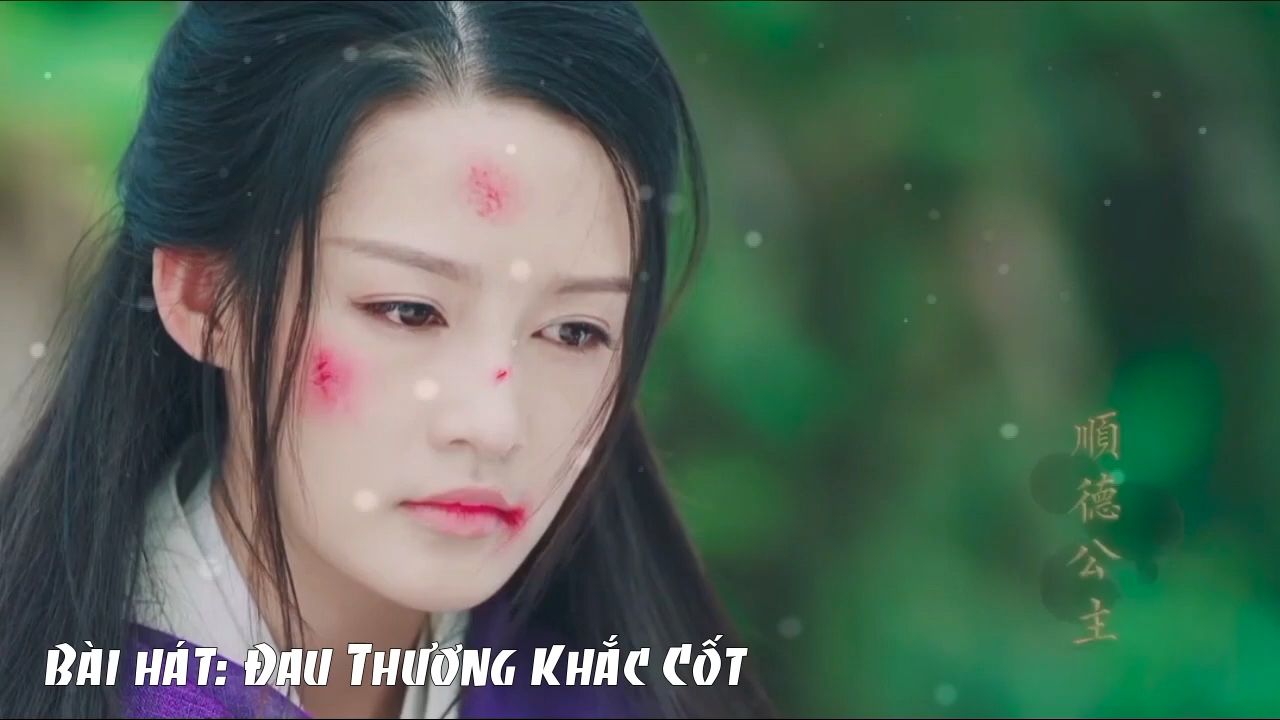 順德公主
BÀI HÁT: ĐAU THƯƠNG KHẮC CỐT